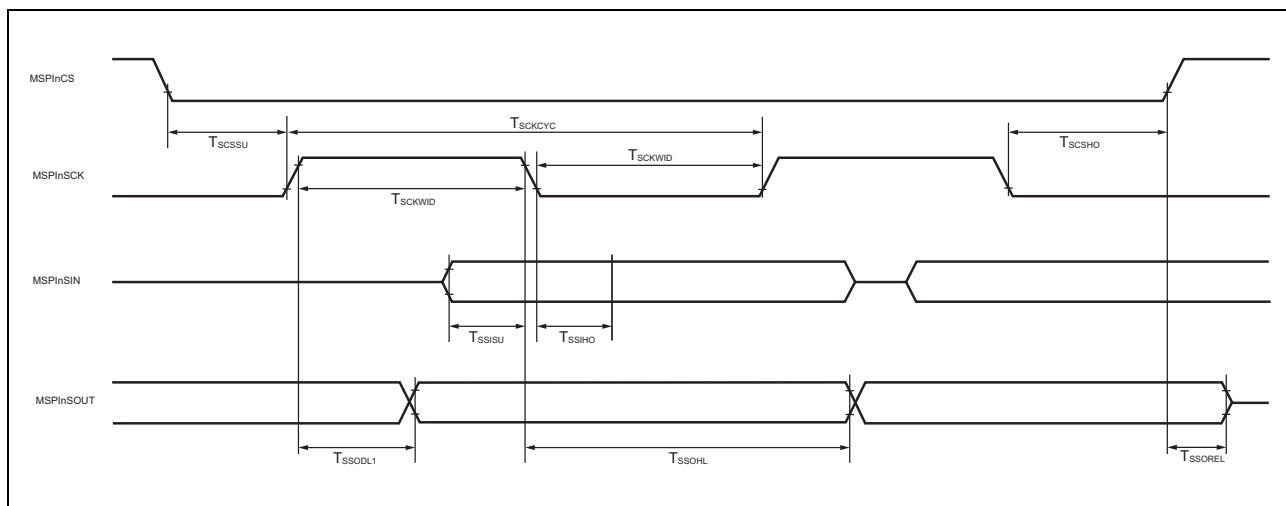 MSPInCS
TSCSSU
TSCKCYC
TSCSHO
MSPInSCK
TSCKWID
TSCKWID
MSPInSIN
TSSISU
TSSIHO
MSPInSOUT
TSSODL1
TSSOHL
TSSOREL